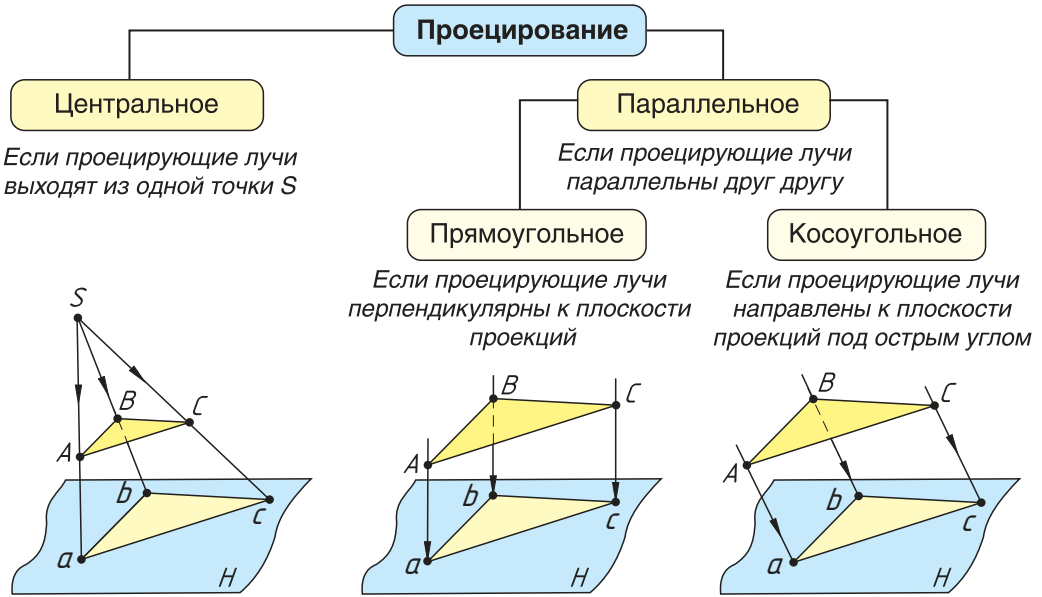 Проецирование
Центральное
Если проецирующие лучи
выходят из одной точки S
Параллельное
Если проецирующие лучи
параллельны друг другу
Прямоугольное
Если проецирующие лучи
перпендикулярны к плоскости
проекций
Косоугольное
Если проецирующие лучи
направлены к плоскости
проекций под острым углом
S
B
C
A
b
c
a
H
B
C
A
b
c
a
H
B
C
A
b
c
a
H